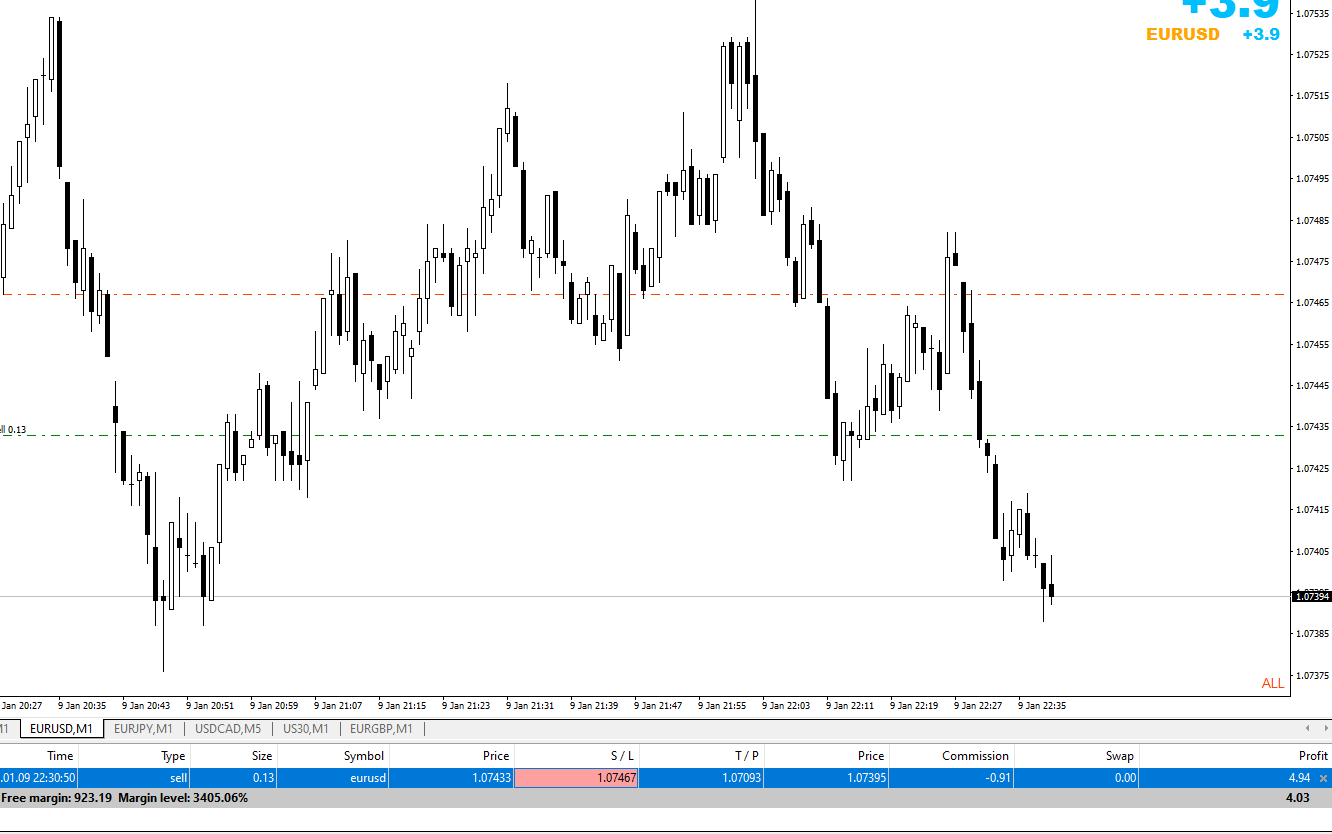 +3.9
EURUSD +3.9
1.07535
1.07525
1.07515
1.07505
1.07495
1.07485
1.07475
1.07465
1.07455
1.07445
ell 0.13
1.07435
1.07425
1.07415
1.07405
1.07394
1.07385
1.07375
ALL
Jan 20:27 9 Jan 20:35 9 Jan 20:43 9 Jan 20:51 9 Jan 20:59 9 Jan 21:07 9 Jan 21:15 9 Jan 21:23 9 Jan 21:31 9 Jan 21:39 9 Jan 21:47 9 Jan 21:55 9 Jan 22:03 9 Jan 22:11 9 Jan 22:19 9 Jan 22:27 9 Jan 22:35
M1 EURUSD,M1 EURJPY,M1 USDCAD,M5 US30,M1 EURGBP,M1
Time Type Size Symbol Price S / L T / P Price Commission Swap Profit
.01.09 22:30:50 sell 0.13 eurusd 1.07433 1.07467 1.07093 1.07395 -0.91 0.00 4.94
Free margin: 923.19 Margin level: 3405.06% 4.03